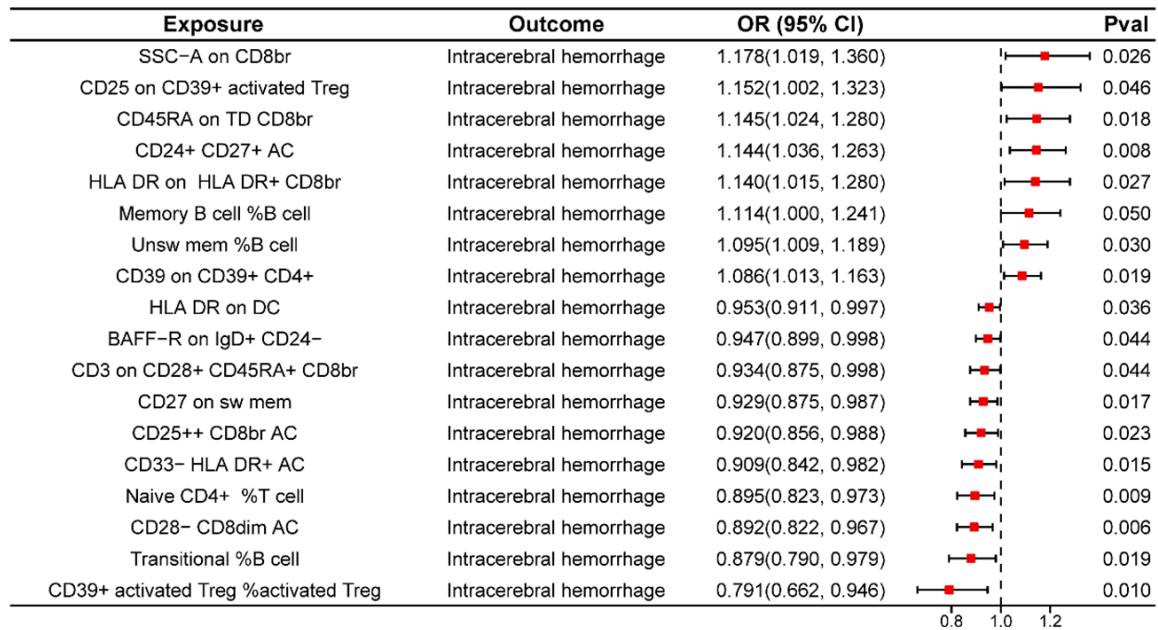 Exposure Outcome OR (95% CI) Pval
SSC−A on CD8br Intracerebral hemorrhage 1.178(1.019, 1.360) 0.026
CD25 on CD39+ activated Treg Intracerebral hemorrhage 1.152(1.002, 1.323) 0.046
CD45RA on TD CD8br Intracerebral hemorrhage 1.145(1.024, 1.280) 0.018
CD24+ CD27+ AC Intracerebral hemorrhage 1.144(1.036, 1.263) 0.008
HLA DR on HLA DR+ CD8br Intracerebral hemorrhage 1.140(1.015, 1.280) 0.027
Memory B cell %B cell Intracerebral hemorrhage 1.114(1.000, 1.241) 0.050
Unsw mem %B cell Intracerebral hemorrhage 1.095(1.009, 1.189) 0.030
CD39 on CD39+ CD4+ Intracerebral hemorrhage 1.086(1.013, 1.163) 0.019
HLA DR on DC Intracerebral hemorrhage 0.953(0.911, 0.997) 0.036
BAFF−R on IgD+ CD24− Intracerebral hemorrhage 0.947(0.899, 0.998) 0.044
CD3 on CD28+ CD45RA+ CD8br Intracerebral hemorrhage 0.934(0.875, 0.998) 0.044
CD27 on sw mem Intracerebral hemorrhage 0.929(0.875, 0.987) 0.017
CD25++ CD8br AC Intracerebral hemorrhage 0.920(0.856, 0.988) 0.023
CD33− HLA DR+ AC Intracerebral hemorrhage 0.909(0.842, 0.982) 0.015
Naive CD4+ %T cell Intracerebral hemorrhage 0.895(0.823, 0.973) 0.009
CD28− CD8dim AC Intracerebral hemorrhage 0.892(0.822, 0.967) 0.006
Transitional %B cell Intracerebral hemorrhage 0.879(0.790, 0.979) 0.019
CD39+ activated Treg %activated Treg Intracerebral hemorrhage 0.791(0.662, 0.946) 0.010
0.8 1.0 1.2